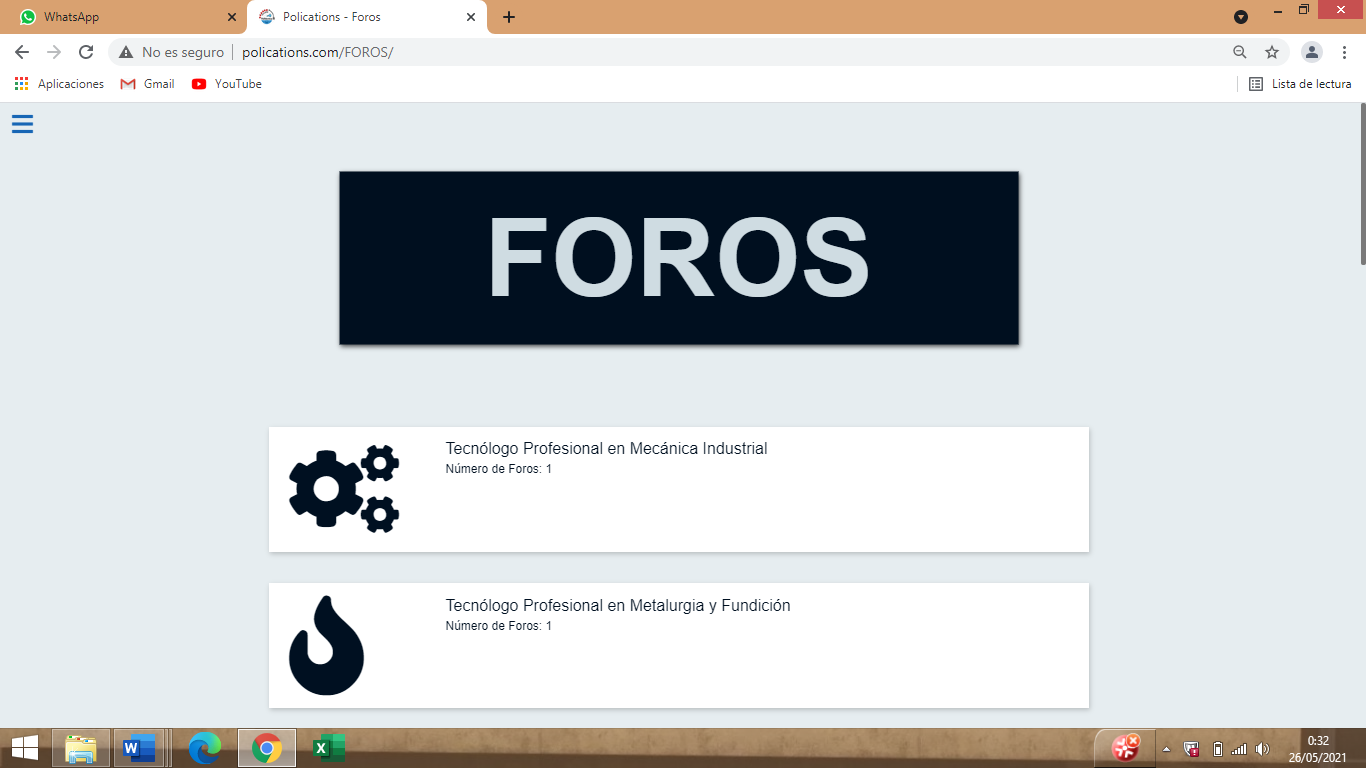 WhatsApp
Polications - Foros
No es seguro
polications.com/FOROS/
Aplicaciones
Gmail
YouTube
Lista de lectura
FOROS
Tecnólogo Profesional en Mecánica Industrial
Número de Foros: 1
Tecnólogo Profesional en Metalurgia y Fundición
Número de Foros: 1
0:32
26/05/2021